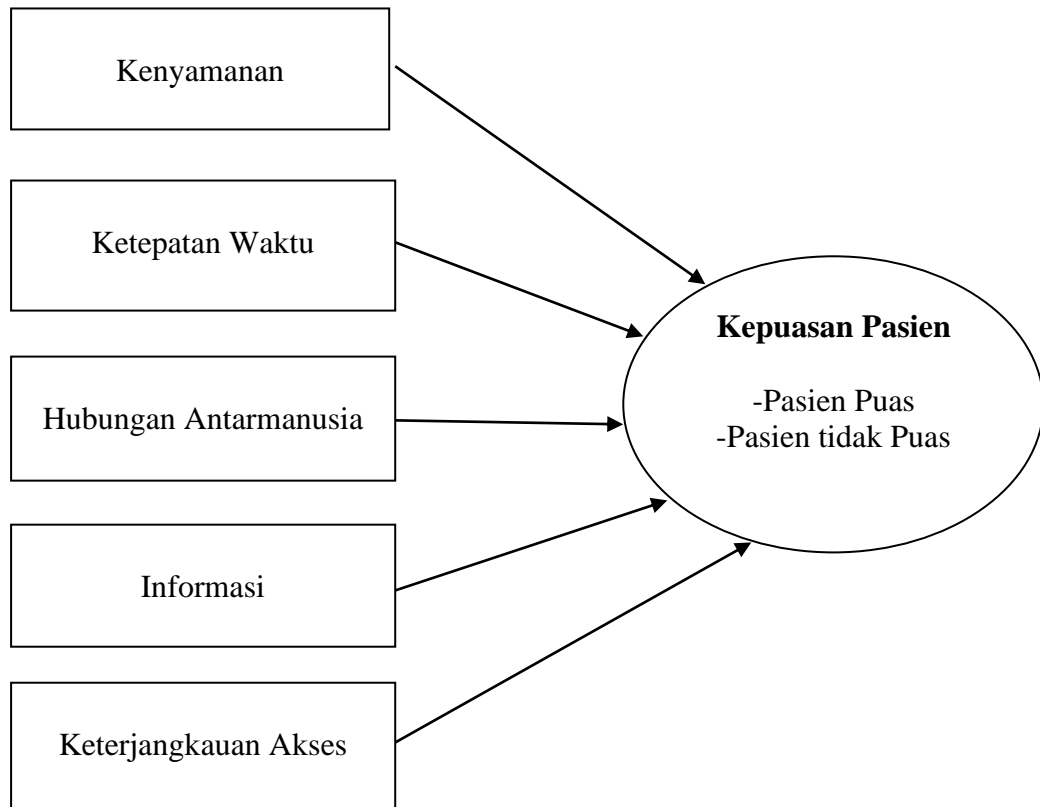 Kenyamanan
Ketepatan Waktu
Hubungan Antarmanusia
Informasi
Keterjangkauan Akses
Kepuasan Pasien
-Pasien Puas
-Pasien tidak Puas